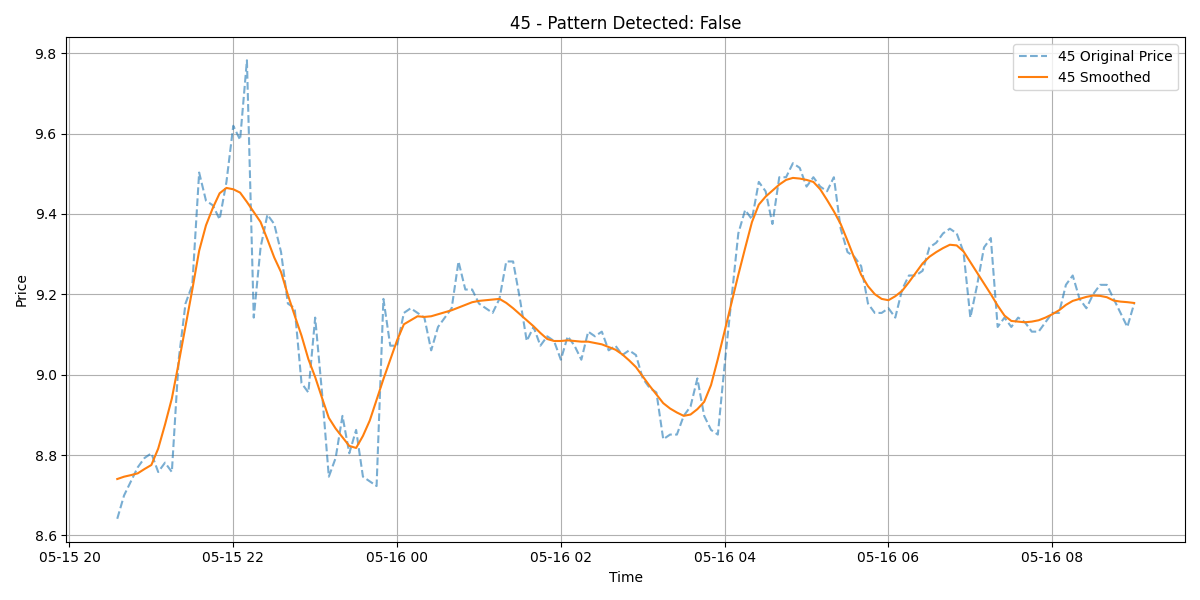 45 - Pattern Detected: False
45 Original Price
45 Smoothed
Price
9.8
9.6
9.4
9.2
9.0
8.8
8.6
05-15 20
05-15 22
05-16 00
05-16 02
05-16 04
05-16 06
05-16 08
Time